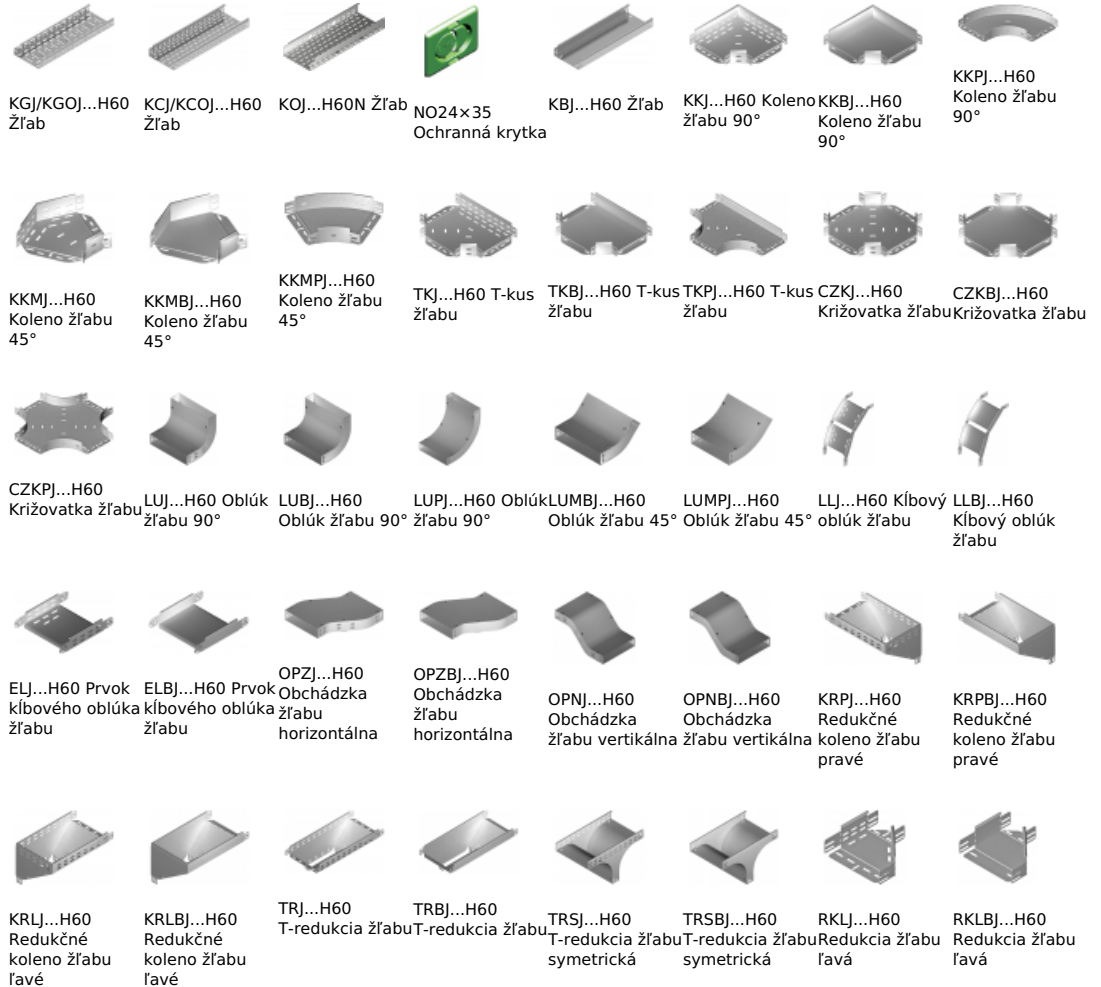 KGJ/KGOJ...H60
Žľab
KCJ/KCOJ...H60
Žľab
KOJ...H60N Žľab
NO24×35
Ochranná krytka
KBJ...H60 Žľab
KKJ...H60 Koleno
žľabu 90°
KKBJ...H60
Koleno žľabu
90°
KKPJ...H60
Koleno žľabu
90°
KKMJ...H60
Koleno žľabu
45°
KKMBJ...H60
Koleno žľabu
45°
KKMPJ...H60
Koleno žľabu
45°
TKJ...H60 T-kus
žľabu
TKBJ...H60 T-kus
žľabu
TKPJ...H60 T-kus
žľabu
CZKJ...H60
Križovatka žľabu
CZKBJ...H60
Križovatka žľabu
CZKPJ...H60
Križovatka žľabu
LUJ...H60 Oblúk
žľabu 90°
LUBJ...H60
Oblúk žľabu 90°
LUPJ...H60 Oblúk
žľabu 90°
LUMBJ...H60
Oblúk žľabu 45°
LUMPJ...H60
Oblúk žľabu 45°
LLJ...H60 Kĺbový
oblúk žľabu
LLBJ...H60
Kĺbový oblúk
žľabu
ELJ...H60 Prvok
kĺbového oblúka
žľabu
ELBJ...H60 Prvok
kĺbového oblúka
žľabu
OPZJ...H60
Obchádzka
žľabu
horizontálna
OPZBJ...H60
Obchádzka
žľabu
horizontálna
OPNJ...H60
Obchádzka
žľabu vertikálna
OPNBJ...H60
Obchádzka
žľabu vertikálna
KRPJ...H60
Redukčné
koleno žľabu
pravé
KRPBJ...H60
Redukčné
koleno žľabu
pravé
KRLJ...H60
Redukčné
koleno žľabu
ľavé
KRLBJ...H60
Redukčné
koleno žľabu
ľavé
TRJ...H60
T-redukcia žľabu
TRBJ...H60
T-redukcia žľabu
TRSJ...H60
T-redukcia žľabu
symetrická
TRSBJ...H60
T-redukcia žľabu
symetrická
RKLJ...H60
Redukcia žľabu
ľavá
RKLBJ...H60
Redukcia žľabu
ľavá